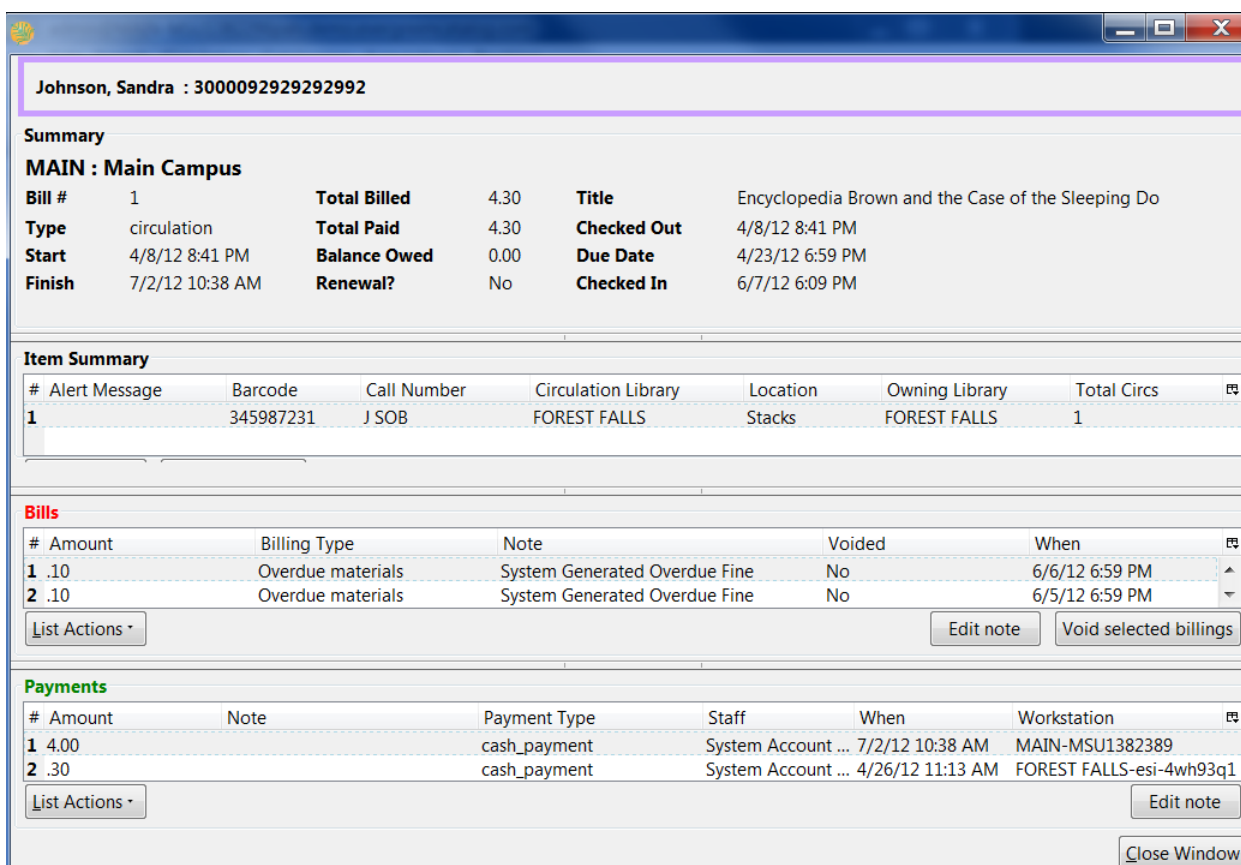 Johnson, Sandra : 3000092929292992
Summary
MAIN : Main Campus
Bill # 1 Total Billed 4.30 Title Encyclopedia Brown and the Case of the Sleeping Do
Type circulation Total Paid 4.30 Checked Out 4/8/12 8:41 PM
Start 4/8/12 8:41 PM Balance Owed 0.00 Due Date 4/23/12 6:59 PM
Finish 7/2/12 10:38 AM Renewal? No Checked In 6/7/12 6:09 PM
Item Summary
# Alert Message Barcode Call Number Circulation Library Location Owning Library Total Circs
1 345987231 J SOB FOREST FALLS Stacks FOREST FALLS 1
Bills
# Amount Billing Type Note Voided When
1 .10 Overdue materials System Generated Overdue Fine No 6/6/12 6:59 PM
2 .10 Overdue materials System Generated Overdue Fine No 6/5/12 6:59 PM
List Actions Edit note Void selected billings
Payments
# Amount Note Payment Type Staff When Workstation
1 4.00 cash_payment System Account ... 7/2/12 10:38 AM MAIN-MSU1382389
2 .30 cash_payment System Account ... 4/26/12 11:13 AM FOREST FALLS-esi-4wh93q1
List Actions Edit note
Close Window